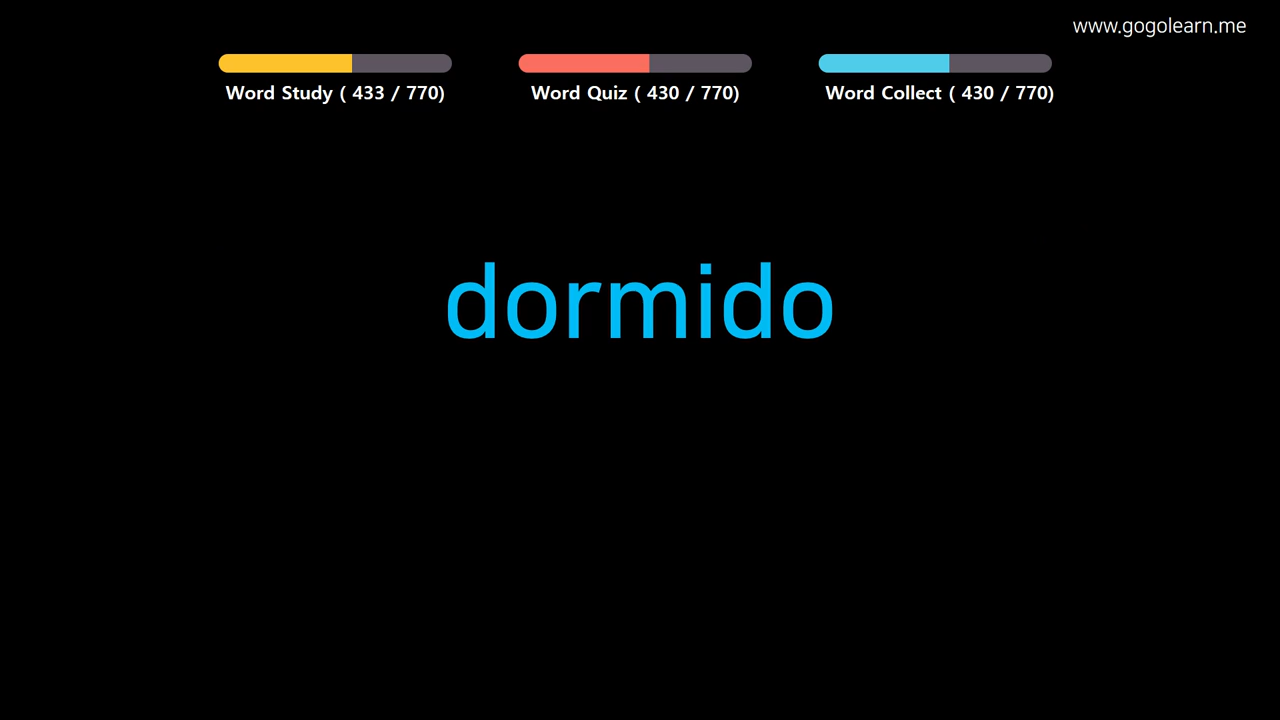 www.gogolearn.me
Word Study ( 433 / 770)
Word Quiz ( 430 / 770)
Word Collect ( 430 / 770)
dormido